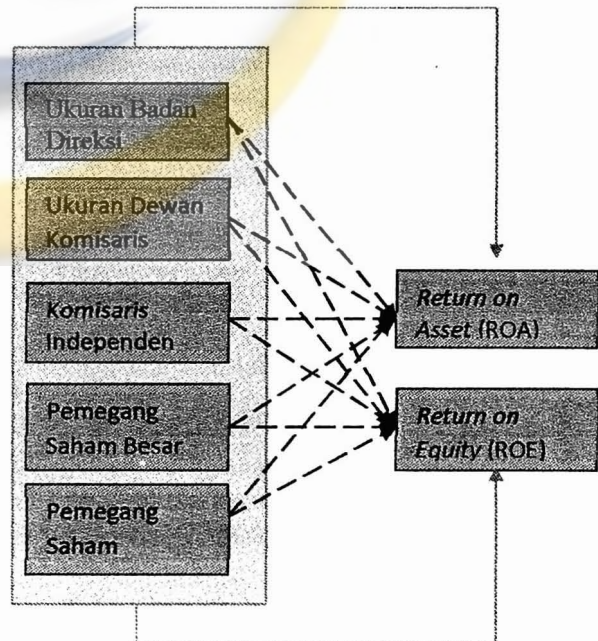 Ukuran Badan
Direksi
Ukuran Dewan
Komisaris
Komisaris
Independen
Pemegang
Saham Besar
Pemegang
Saham
Return on
Asset (ROA)
Return on
Equity (ROE)